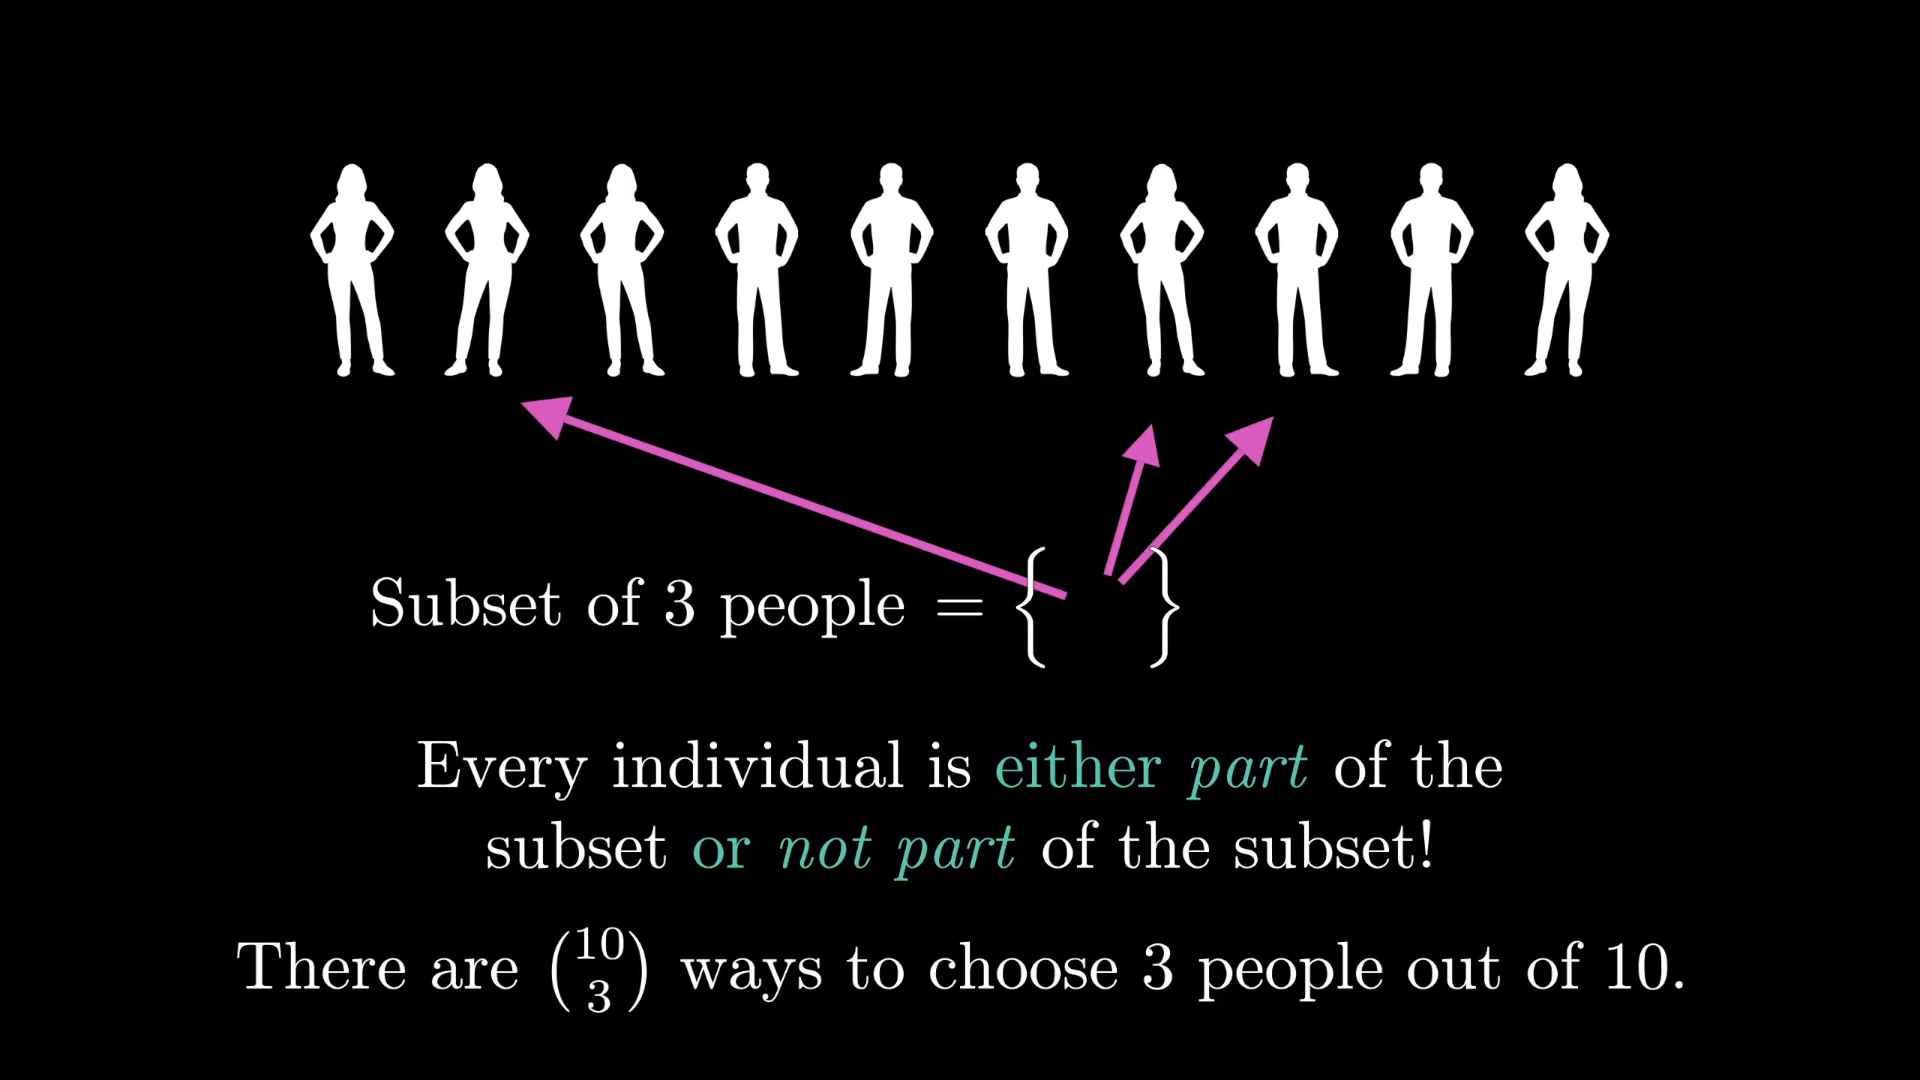 Subset of 3 people = { }
Every individual is either part of the
subset or not part of the subset!
There are (10 3) ways to choose 3 people out of 10.